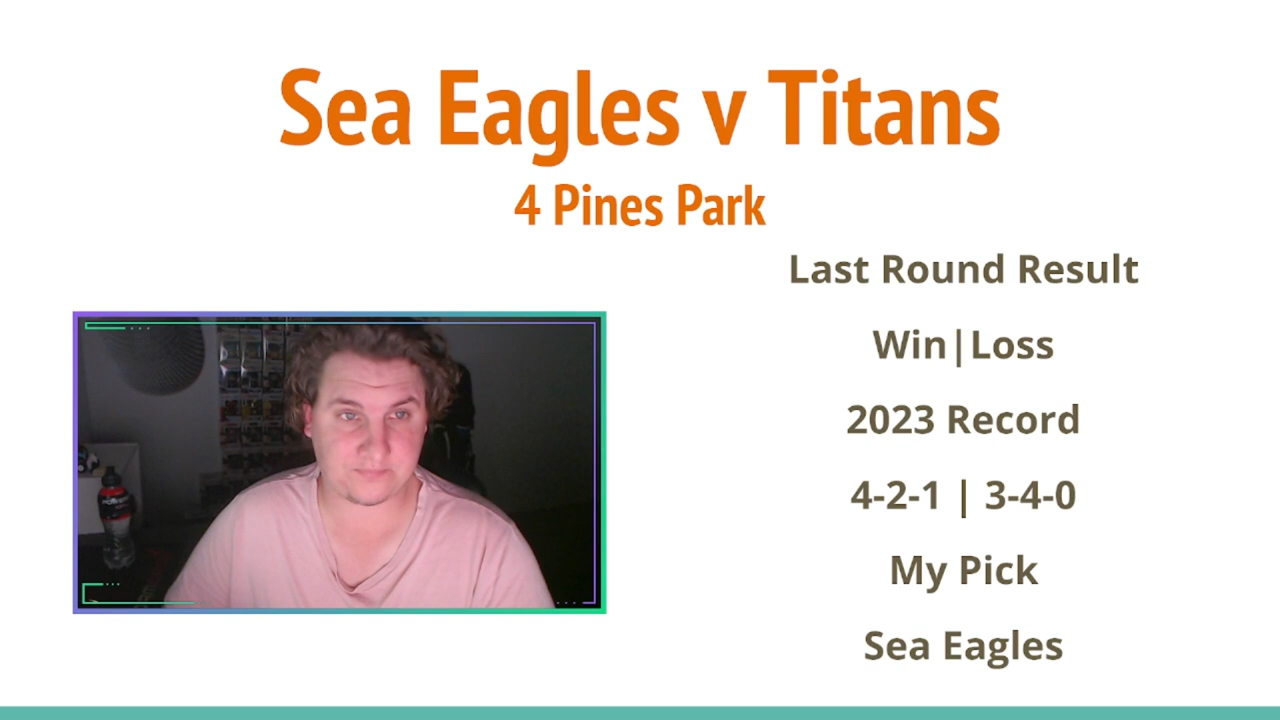 Sea Eagles v Titans
4 Pines Park
Last Round Result
Win|Loss
2023 Record
4-2-1 | 3-4-0
My Pick
Sea Eagles